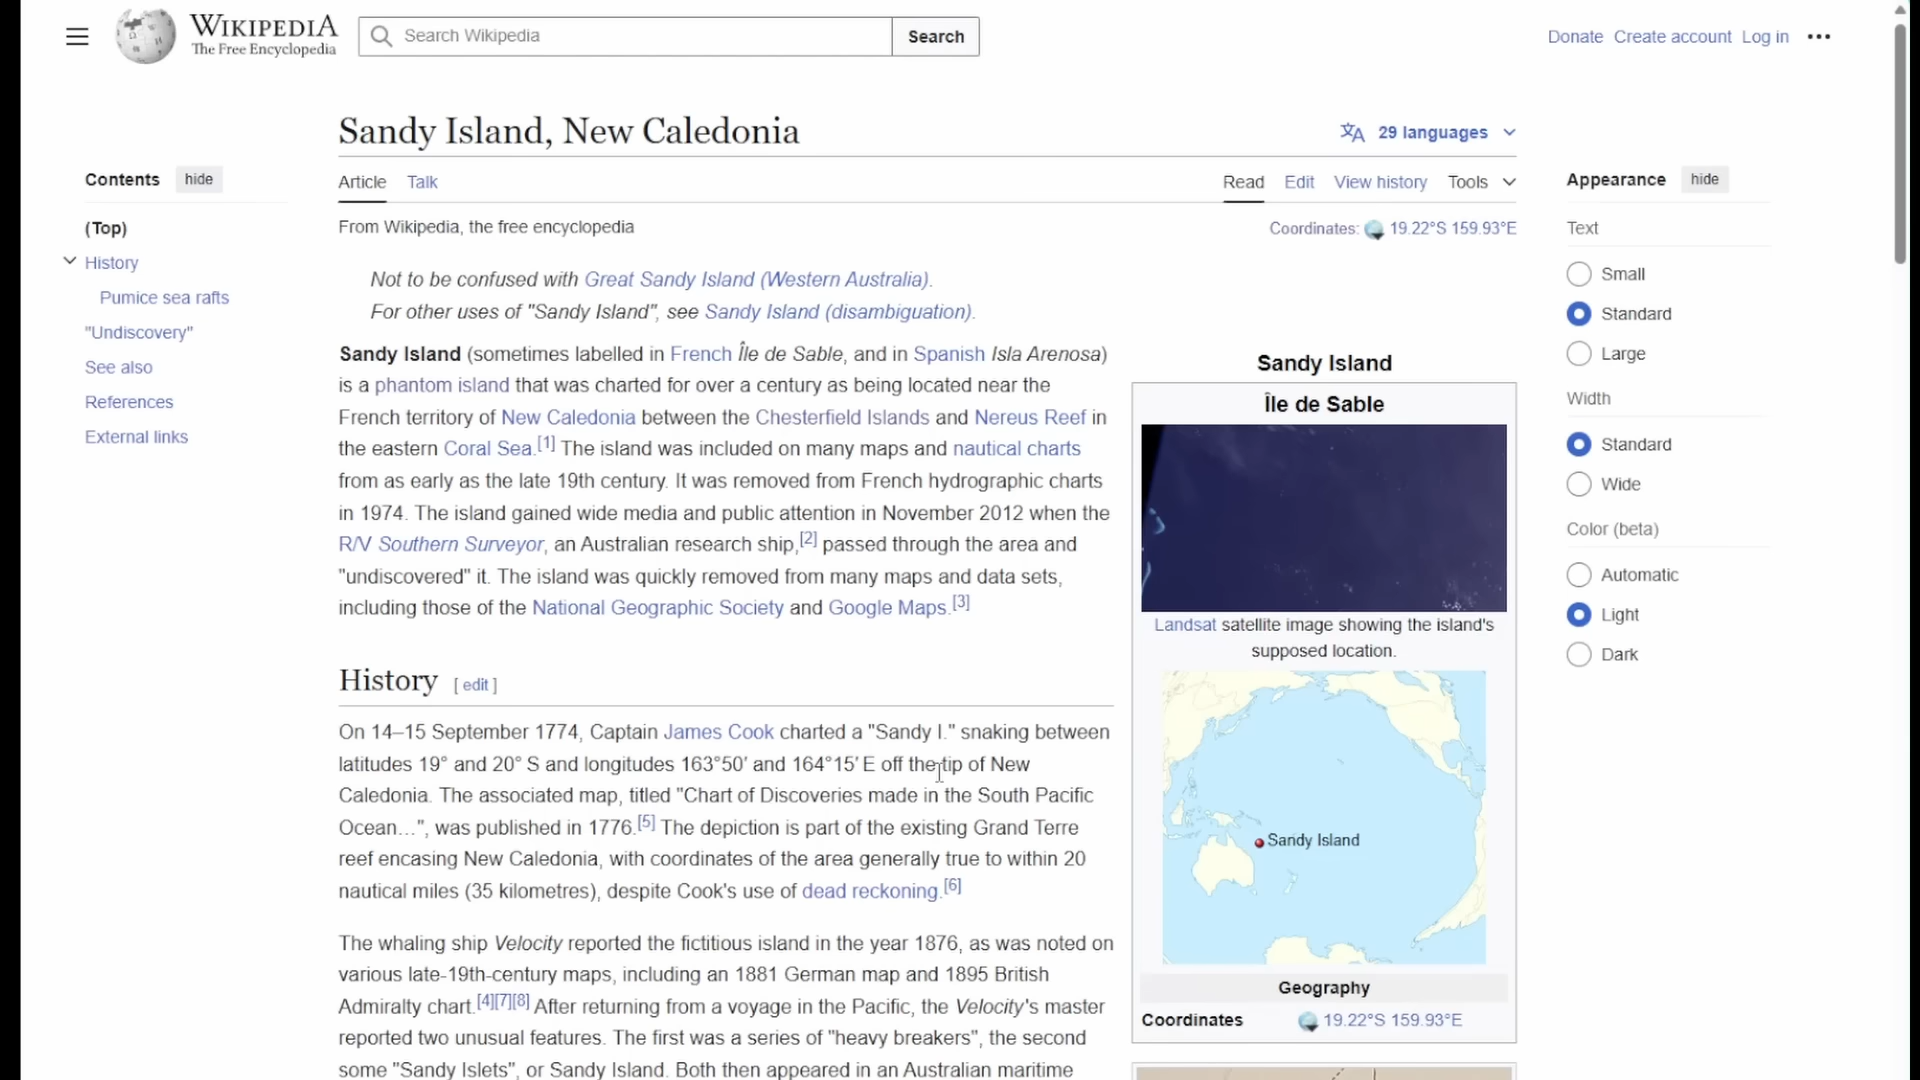 WIKIPEDIA
The Free Encyclopedia
Search Wikipedia
Search
Donate Create account Log in
Sandy Island, New Caledonia
29 languages
Contents hide
(Top)
History
Pumice sea rafts
"Undiscovery"
See also
References
External links
Article Talk
Read Edit View history Tools
From Wikipedia, the free encyclopedia
Coordinates: 19.22°S 159.93°E
Not to be confused with Great Sandy Island (Western Australia).
For other uses of "Sandy Island", see Sandy Island (disambiguation).
Sandy Island (sometimes labelled in French Île de Sable, and in Spanish Isla Arenosa)
is a phantom island that was charted for over a century as being located near the
French territory of New Caledonia between the Chesterfield Islands and Nereus Reef in
the eastern Coral Sea.[1] The island was included on many maps and nautical charts
from as early as the late 19th century. It was removed from French hydrographic charts
in 1974. The island gained wide media and public attention in November 2012 when the
R/V Southern Surveyor, an Australian research ship,[2] passed through the area and
"undiscovered" it. The island was quickly removed from many maps and data sets,
including those of the National Geographic Society and Google Maps.[3]
History [ edit ]
On 14–15 September 1774, Captain James Cook charted a "Sandy I." snaking between
latitudes 19° and 20° S and longitudes 163°50′ and 164°15′ E off the tip of New
Caledonia. The associated map, titled "Chart of Discoveries made in the South Pacific
Ocean...", was published in 1776.[5] The depiction is part of the existing Grand Terre
reef encasing New Caledonia, with coordinates of the area generally true to within 20
nautical miles (35 kilometres), despite Cook's use of dead reckoning.[6]
The whaling ship Velocity reported the fictitious island in the year 1876, as was noted on
various late-19th-century maps, including an 1881 German map and 1895 British
Admiralty chart.[4][7][8] After returning from a voyage in the Pacific, the Velocity's master
reported two unusual features. The first was a series of "heavy breakers", the second
some "Sandy Islets", or Sandy Island. Both then appeared in an Australian maritime
Sandy Island
Île de Sable
Landsat satellite image showing the island's
supposed location.
Sandy Island
Geography
Coordinates 19.22°S 159.93°E
Appearance hide
Text
Small
Standard
Large
Width
Standard
Wide
Color (beta)
Automatic
Light
Dark